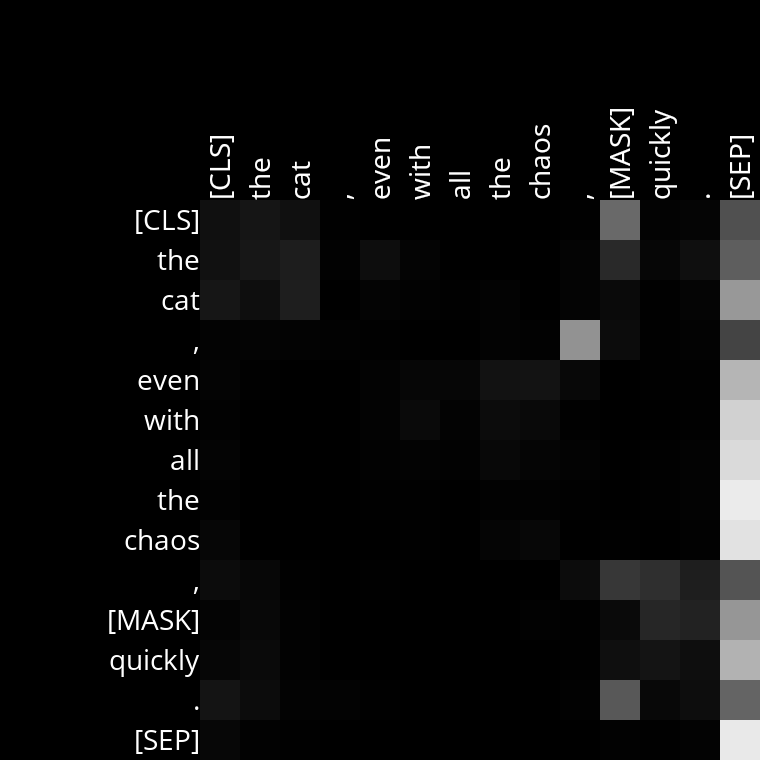 [CLS] the cat , even with all the chaos , [MASK] quickly . [SEP]
[CLS]
the
cat
,
even
with
all
the
chaos
,
[MASK]
quickly
.
[SEP]